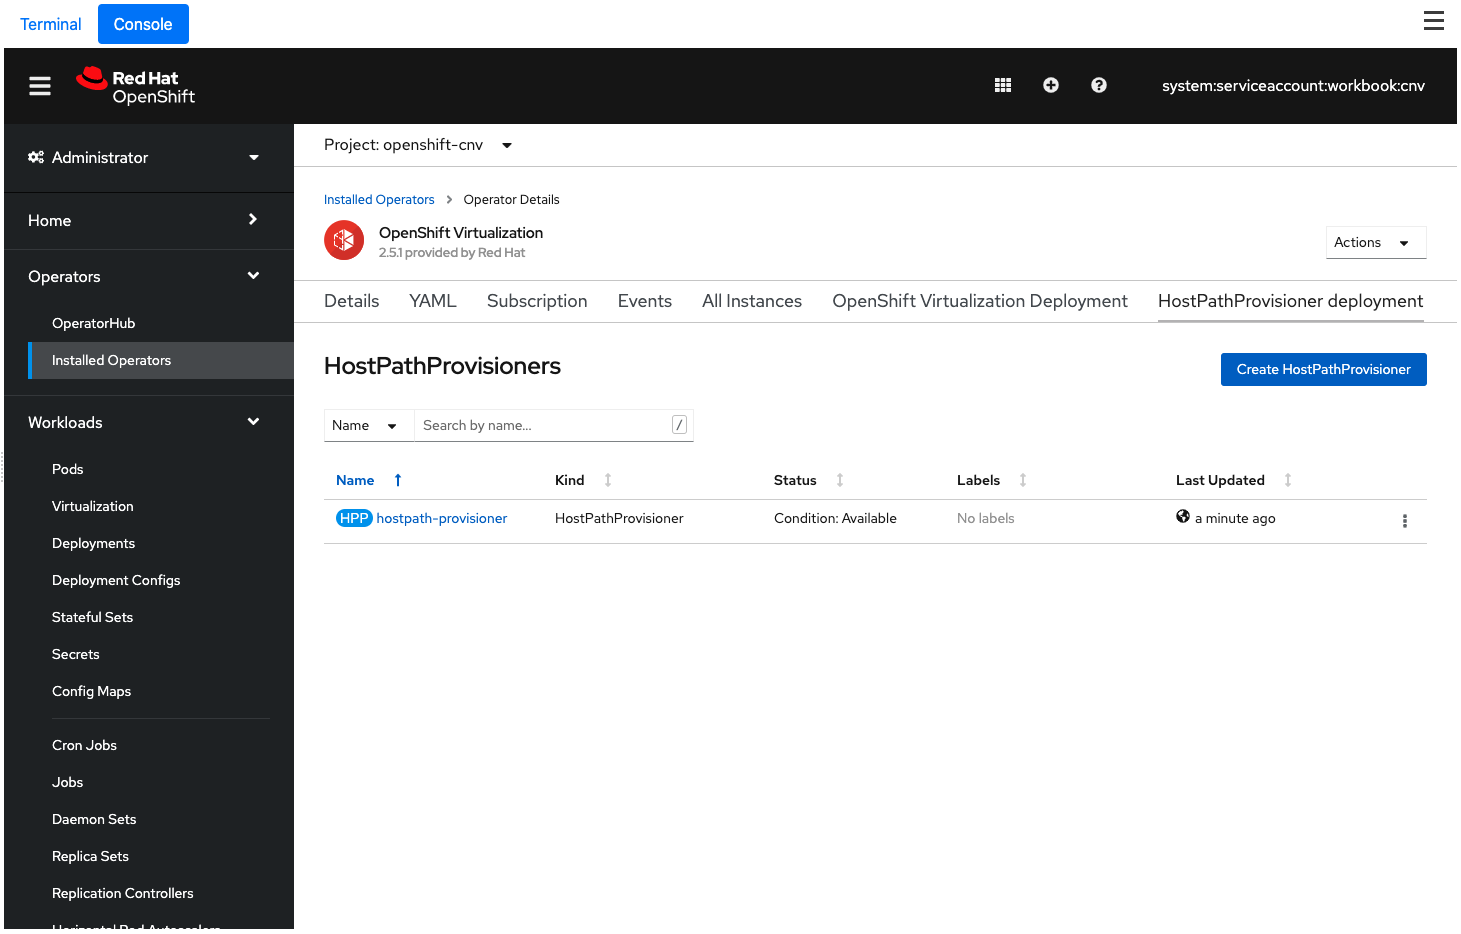 Terminal
Console
Red Hat
OpenShift
system:serviceaccount:workbook:cnv
Administrator
Home
Operators
OperatorHub
Installed Operators
Workloads
Pods
Virtualization
Deployments
Deployment Configs
Stateful Sets
Secrets
Config Maps
Cron Jobs
Jobs
Daemon Sets
Replica Sets
Replication Controllers
Horizontal Pod Autoscalers
Project: openshift-cnv
Installed Operators > Operator Details
OpenShift Virtualization
2.5.1 provided by Red Hat
Actions
Details YAML Subscription Events All Instances OpenShift Virtualization Deployment HostPathProvisioner deployment
HostPathProvisioners
Create HostPathProvisioner
Name Search by name... /
Name Kind Status Labels Last Updated
HPP hostpath-provisioner HostPathProvisioner Condition: Available No labels a minute ago